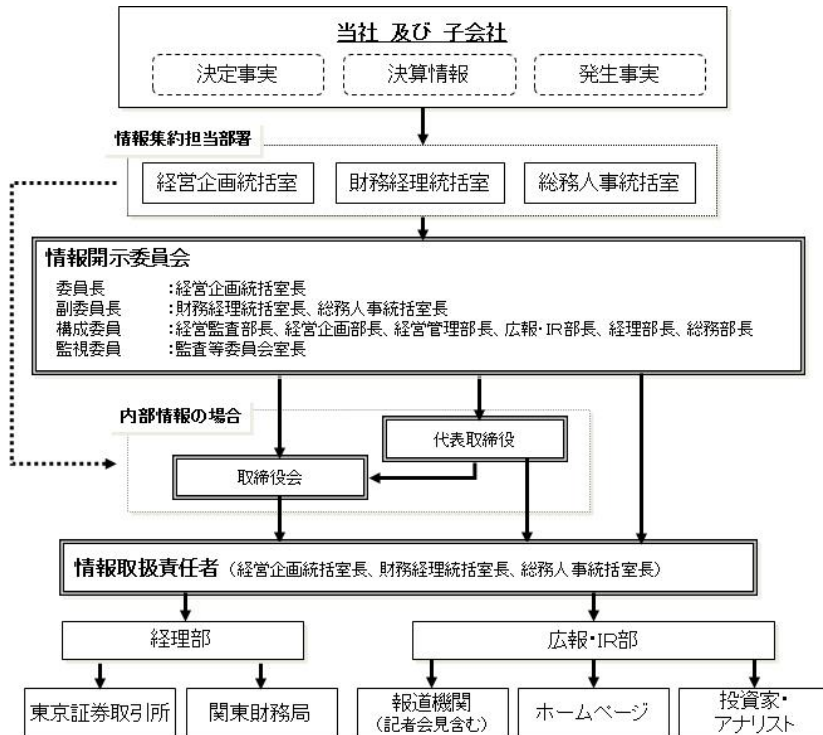 当社 及び 子会社
決定事実
決算情報
発生事実
情報集約担当部署
経営企画統括室
財務経理統括室
総務人事統括室
情報開示委員会
委員長 :経営企画統括室長
副委員長 :財務経理統括室長、総務人事統括室長
構成委員 :経営監査部長、経営企画部長、経営管理部長、広報・IR部長、経理部長、総務部長
監視委員 :監査等委員会室長
内部情報の場合
代表取締役
取締役会
情報取扱責任者 (経営企画統括室長、財務経理統括室長、総務人事統括室長)
経理部
広報・IR部
東京証券取引所
関東財務局
報道機関
(記者会見含む)
ホームページ
投資家・
アナリスト